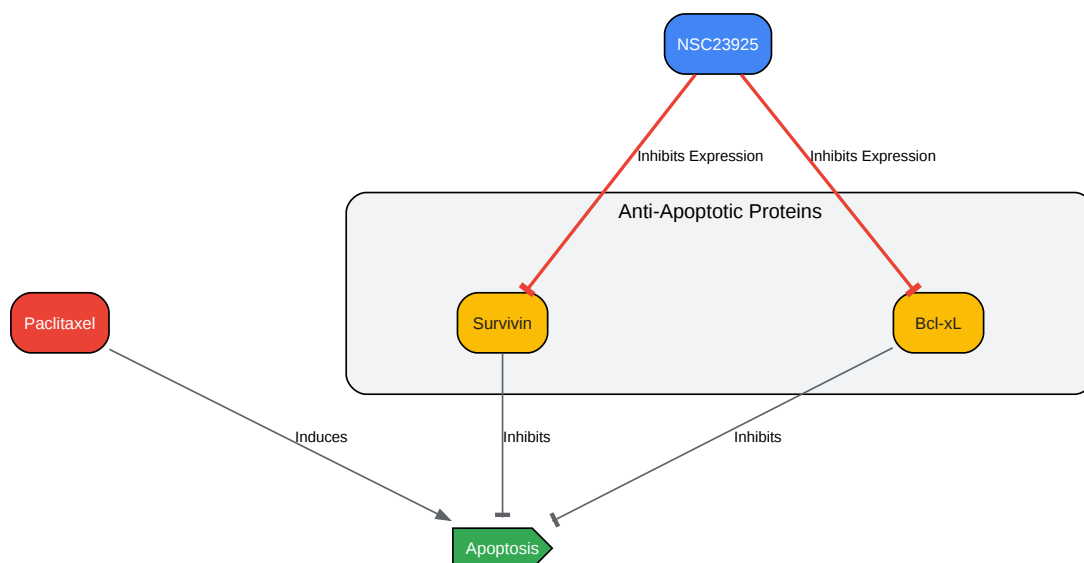 NSC23925
Inhibits Expression
Inhibits Expression
Anti-Apoptotic Proteins
Paclitaxel
Survivin
Bcl-xL
Induces
Inhibits
Inhibits
Apoptosis